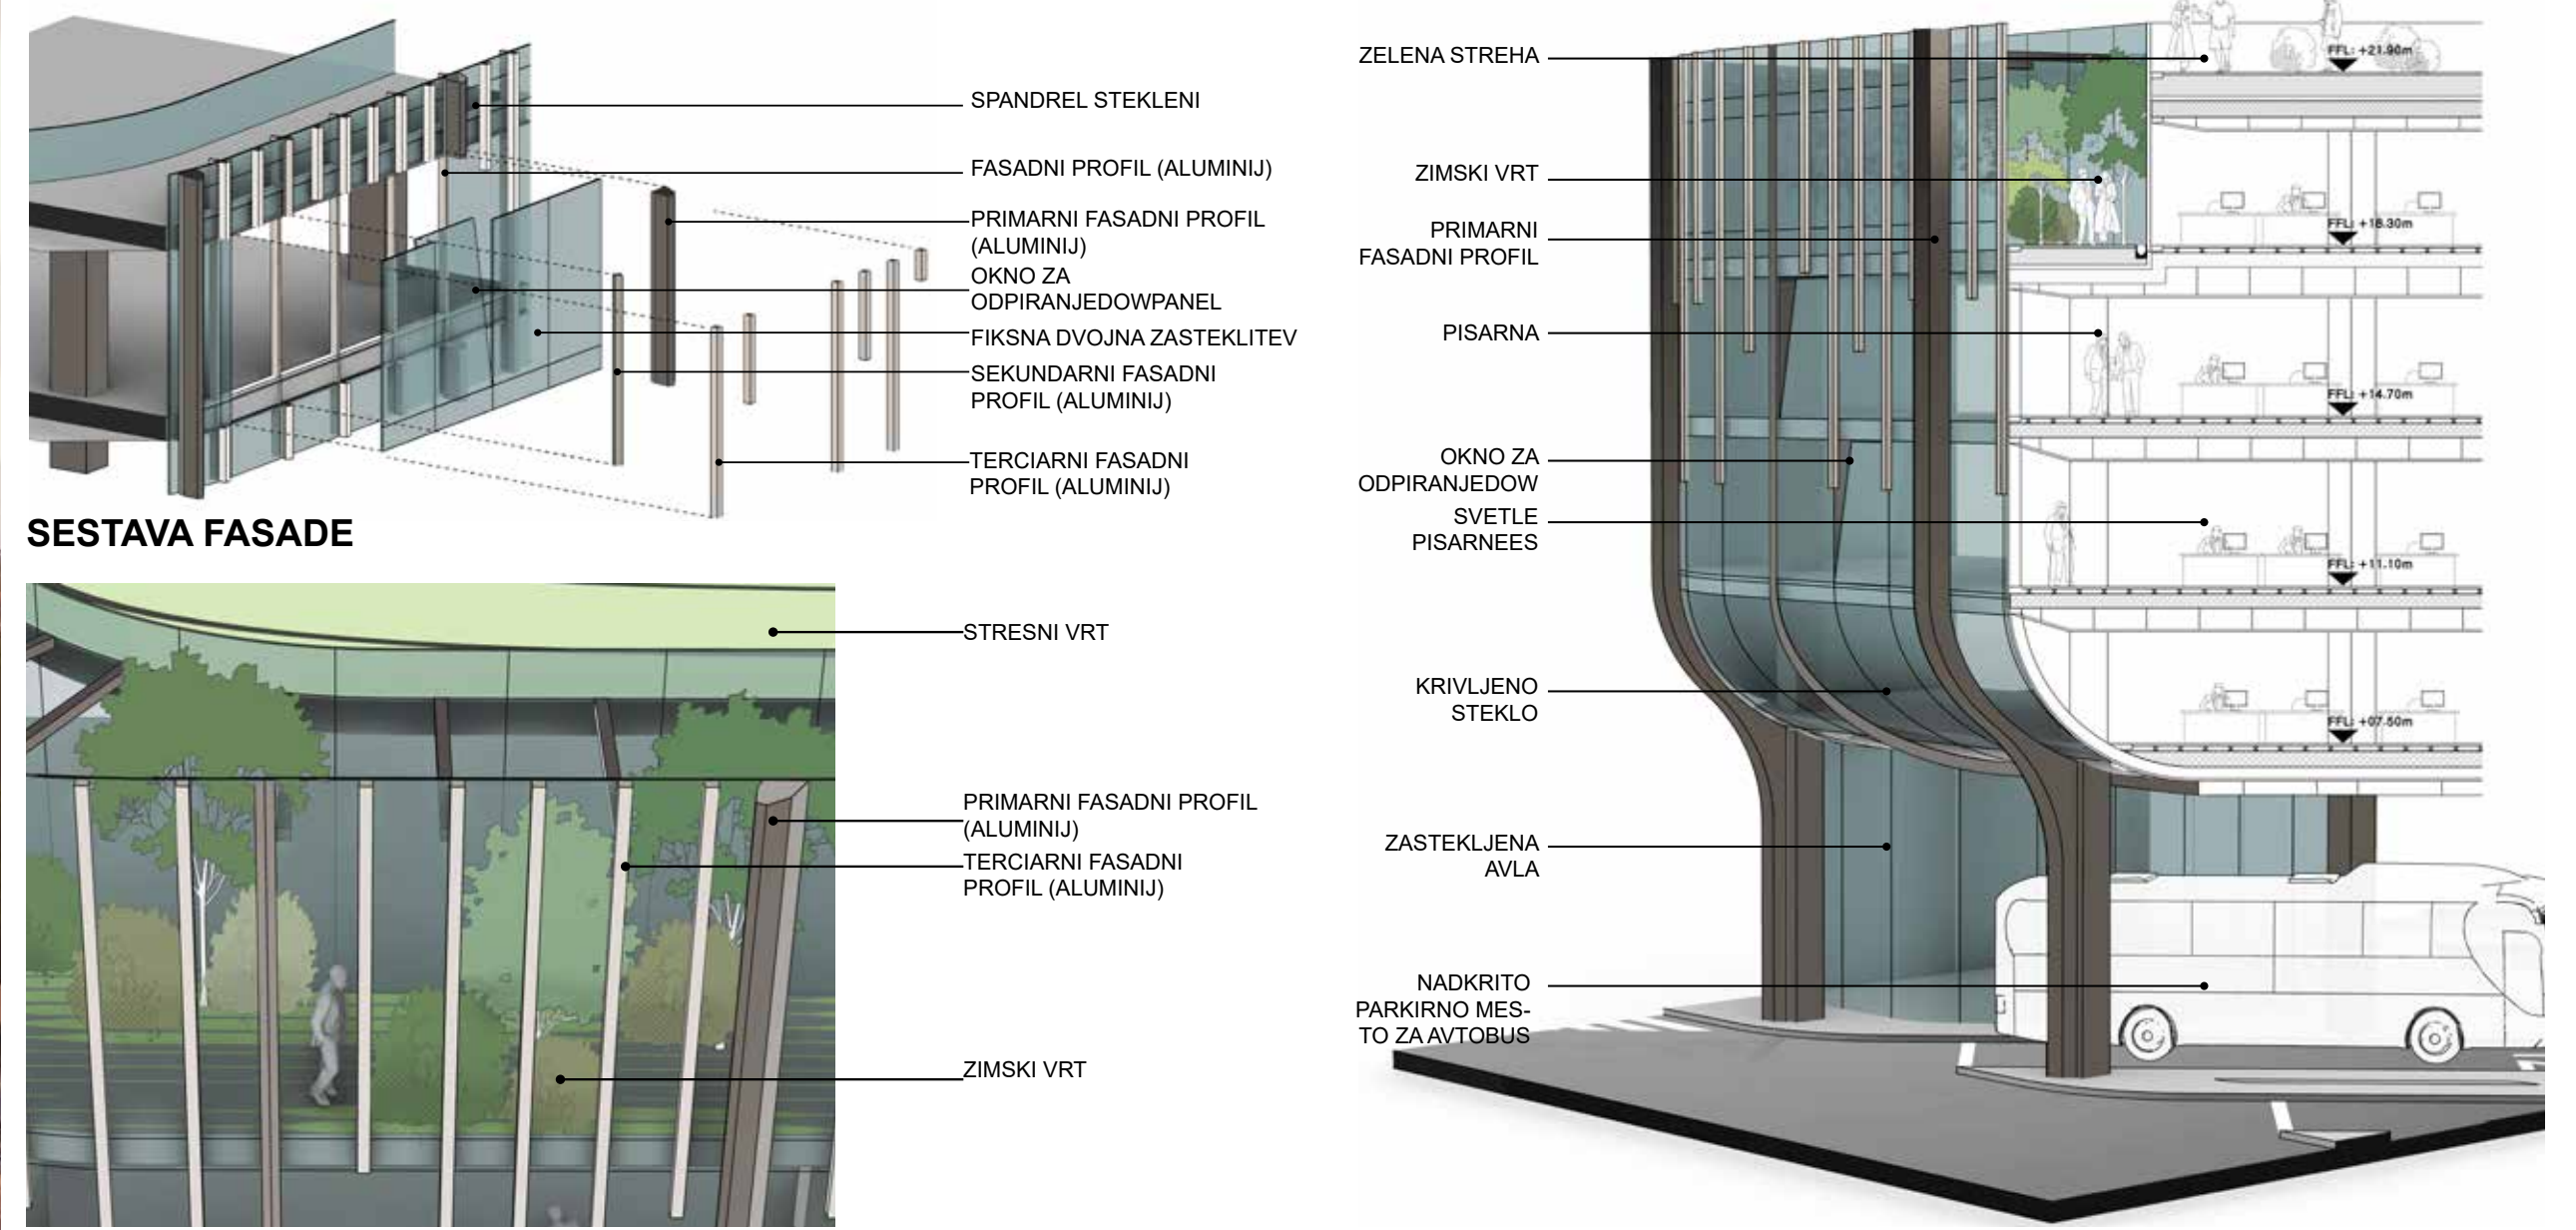 SPANDREL STEKLENI
FASADNI PROFIL (ALUMINIJ)
PRIMARNI FASADNI PROFIL
(ALUMINIJ)
OKNO ZA
ODPIRANJEDOWPANEL
FIKSNA DVOJNA ZASTEKLITEV
SEKUNDARNI FASADNI
PROFIL (ALUMINIJ)
TERCIARNI FASADNI
PROFIL (ALUMINIJ)
SESTAVA FASADE
STRESNI VRT
PRIMARNI FASADNI PROFIL
(ALUMINIJ)
TERCIARNI FASADNI
PROFIL (ALUMINIJ)
ZIMSKI VRT
ZELENA STREHA
ZIMSKI VRT
PRIMARNI
FASADNI PROFIL
PISARNA
OKNO ZA
ODPIRANJEDOW
SVETLE
PISARNEES
KRIVLJENO
STEKLO
ZASTEKLJENA
AVLA
NADKRITO
PARKIRNO MES-
TO ZA AVTOBUS
FFL: +21.90m
FFL: +18.30m
FFL: +14.70m
FFL: +11.10m
FFL: +07.50m